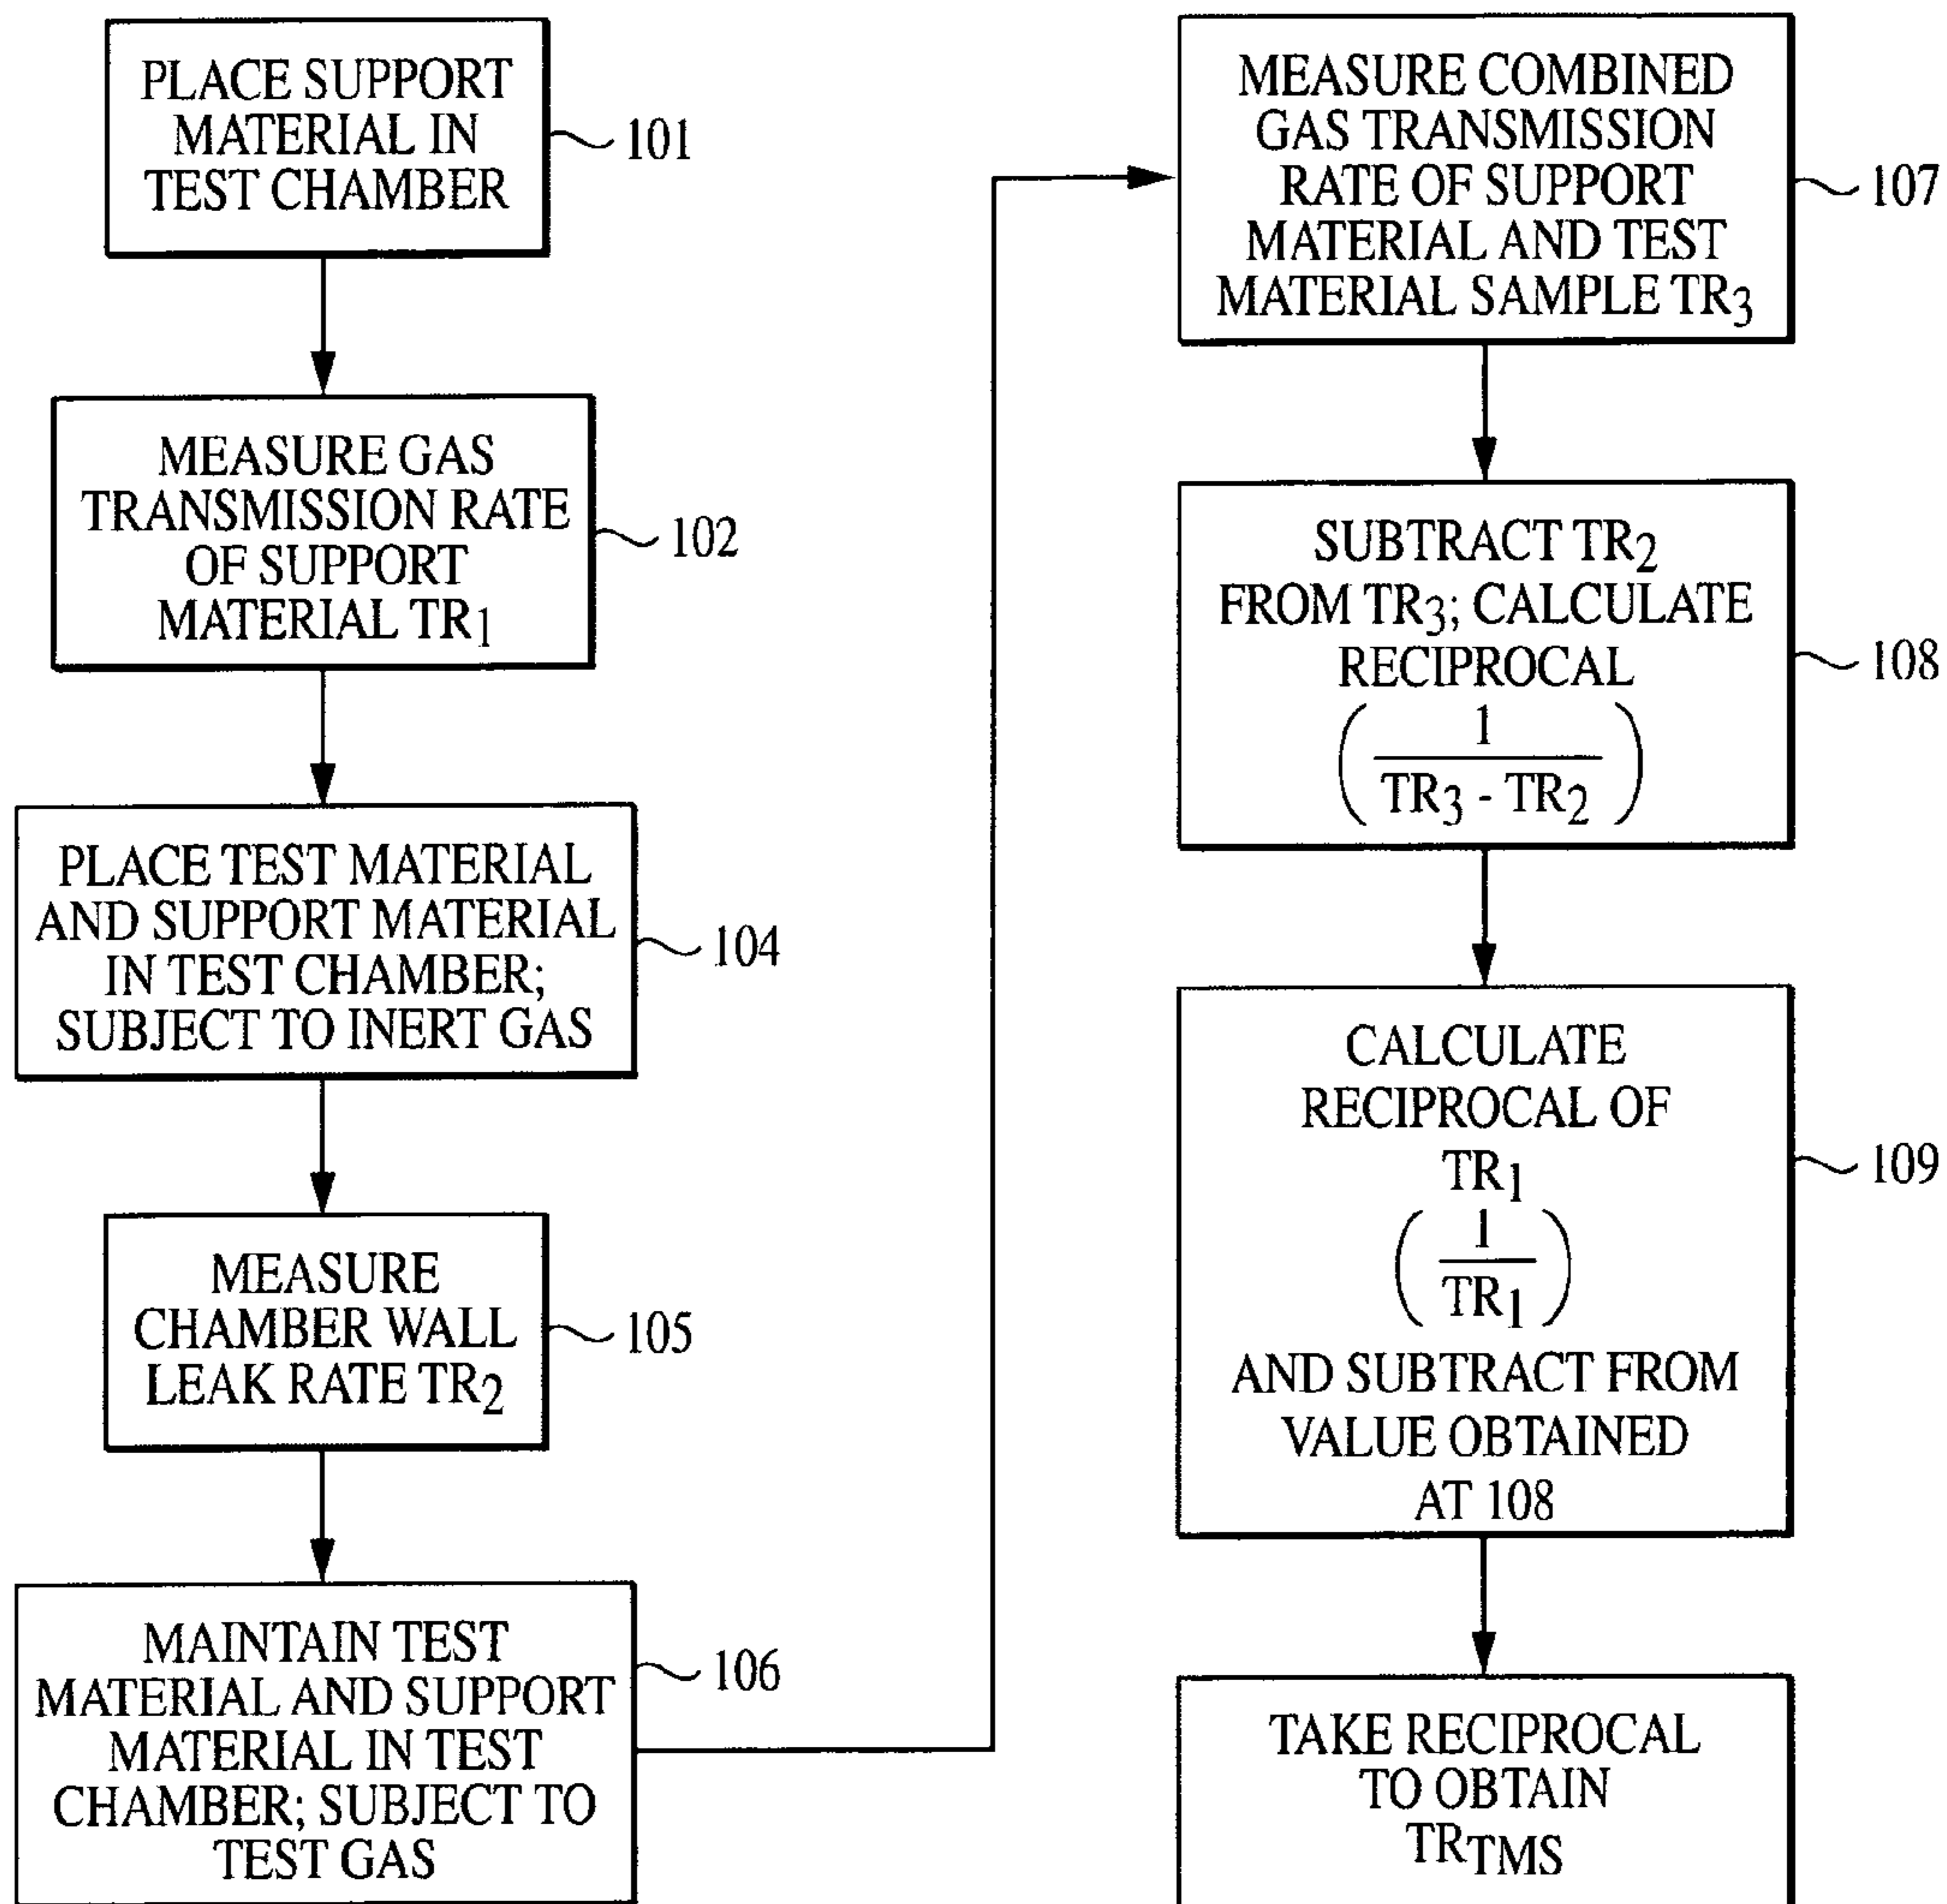 PLACE SUPPORT
MATERIAL IN
TEST CHAMBER
101
MEASURE GAS
TRANSMISSION RATE
OF SUPPORT
MATERIAL TR1
102
PLACE TEST MATERIAL
AND SUPPORT MATERIAL
IN TEST CHAMBER;
SUBJECT TO INERT GAS
104
MEASURE
CHAMBER WALL
LEAK RATE TR2
105
MAINTAIN TEST
MATERIAL AND SUPPORT
MATERIAL IN TEST
CHAMBER; SUBJECT TO
TEST GAS
106
MEASURE COMBINED
GAS TRANSMISSION
RATE OF SUPPORT
MATERIAL AND TEST
MATERIAL SAMPLE TR3
107
SUBTRACT TR2
FROM TR3; CALCULATE
RECIPROCAL
1
TR3 - TR2
108
CALCULATE
RECIPROCAL OF
TR1
1
TR1
AND SUBTRACT FROM
VALUE OBTAINED
AT 108
109
TAKE RECIPROCAL
TO OBTAIN
TRTMS